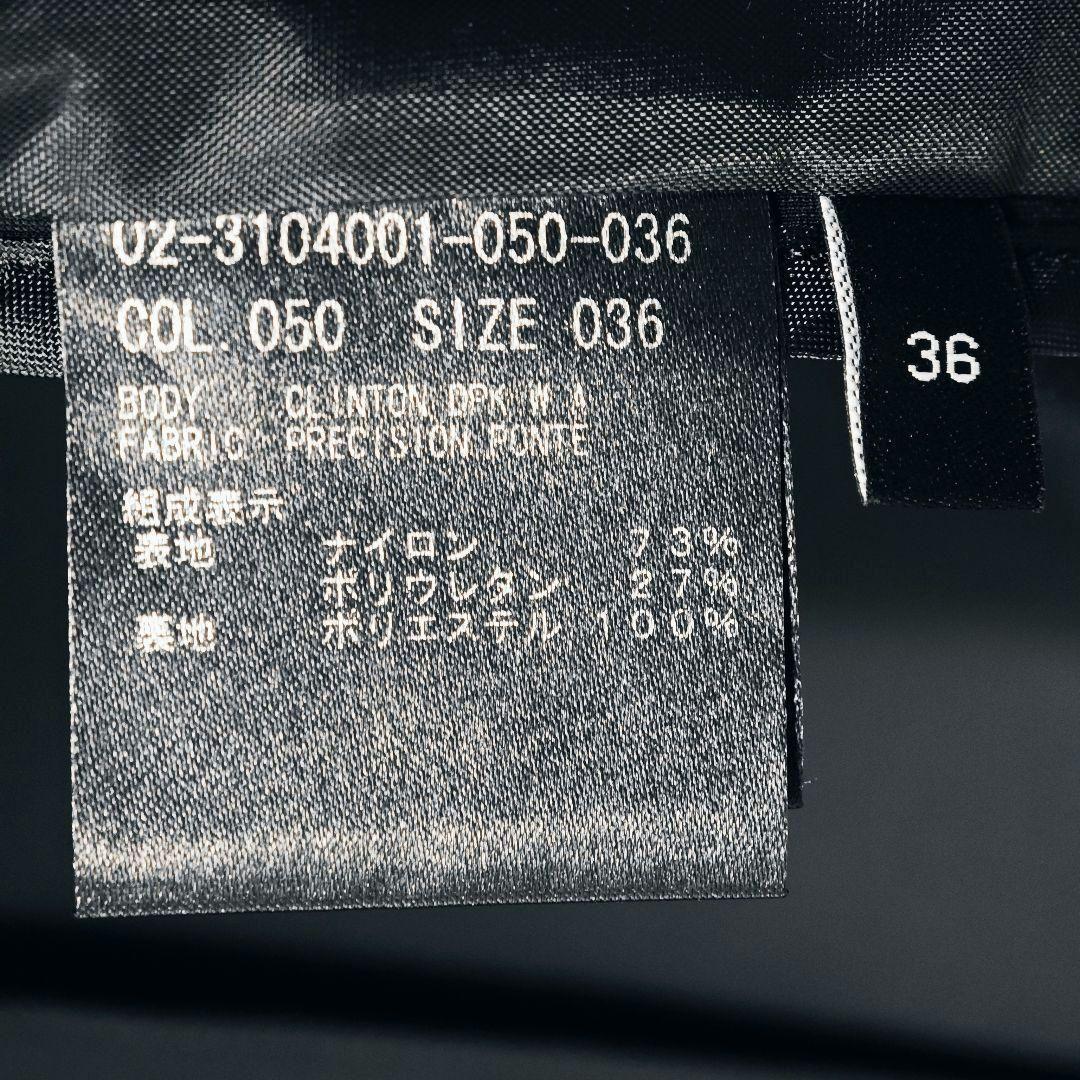 02-3104001-050-036
COL.050 SIZE 036
BODY CLINTON DPK W A
FABRIC PRECISION PONTE
組成表示
表地 ナイロン 73%
ポリウレタン 27%
裏地 ポリエステル 100%
36